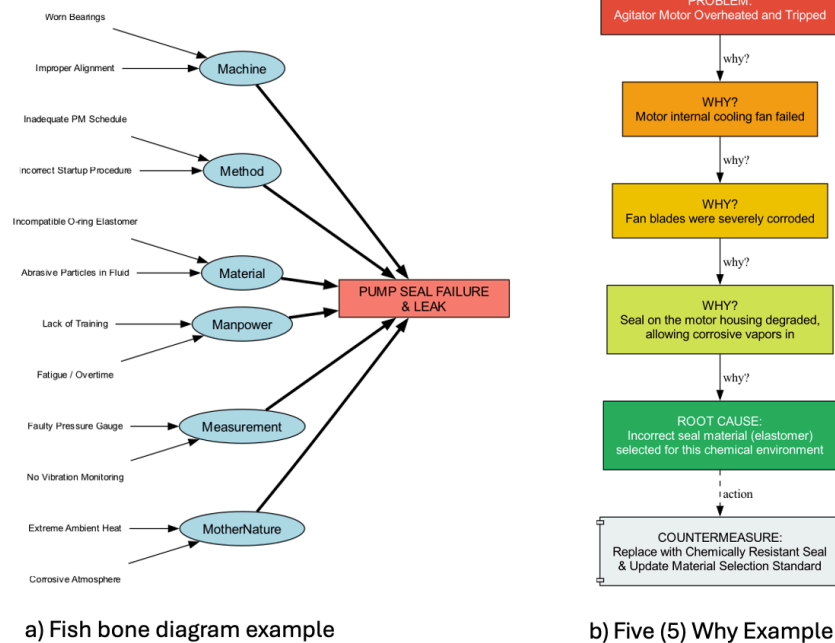 Worn Bearings
Improper Alignment
Machine
Inadequate PM Schedule
Incorrect Startup Procedure
Method
Incompatible O-ring Elastomer
Abrasive Particles in Fluid
Material
Lack of Training
Manpower
Fatigue / Overtime
PUMP SEAL FAILURE
& LEAK
Faulty Pressure Gauge
Measurement
No Vibration Monitoring
Extreme Ambient Heat
MotherNature
Corrosive Atmosphere
a) Fish bone diagram example
PROBLEM:
Agitator Motor Overheated and Tripped
why?
WHY?
Motor internal cooling fan failed
why?
WHY?
Fan blades were severely corroded
why?
WHY?
Seal on the motor housing degraded,
allowing corrosive vapors in
why?
ROOT CAUSE:
Incorrect seal material (elastomer)
selected for this chemical environment
action
COUNTERMEASURE:
Replace with Chemically Resistant Seal
& Update Material Selection Standard
b) Five (5) Why Example